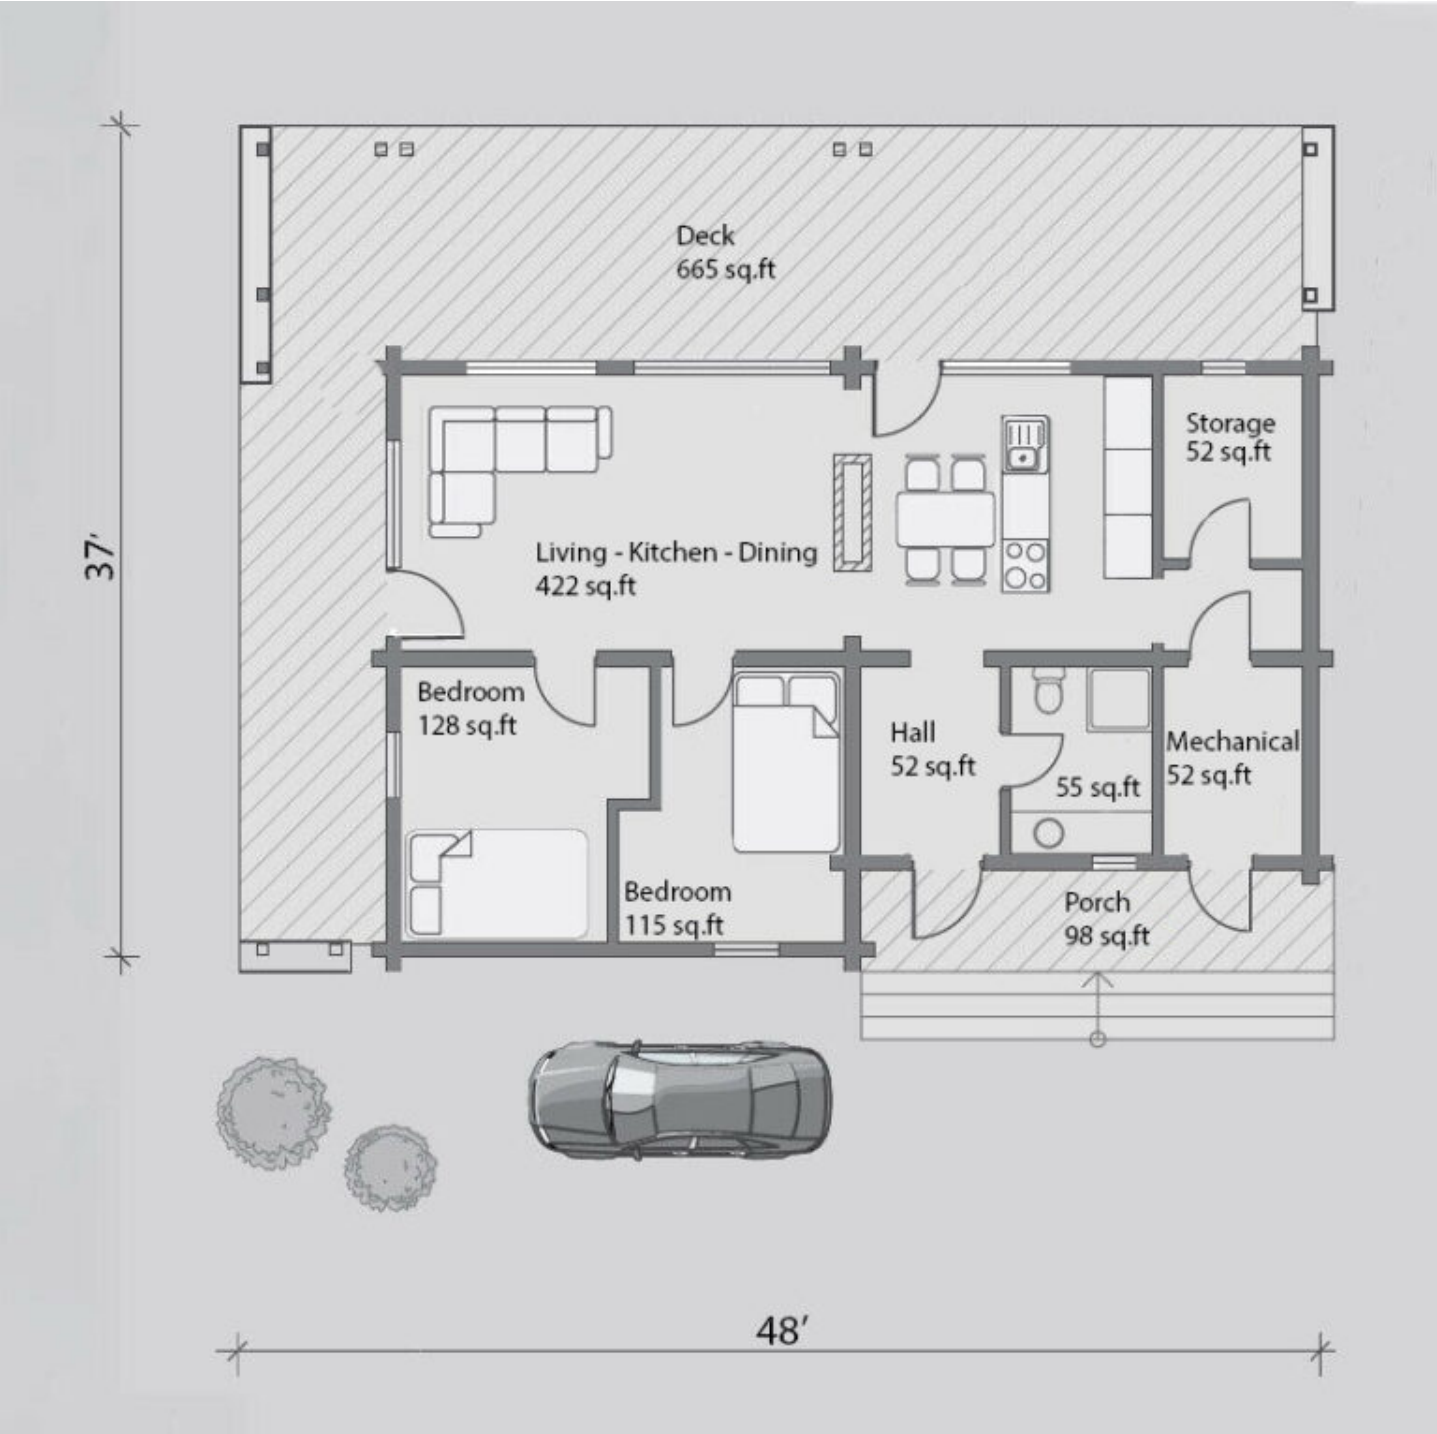 Deck
665 sq.ft
37'
Storage
52 sq.ft
Living - Kitchen - Dining
422 sq.ft
Bedroom
128 sq.ft
Hall
52 sq.ft
Mechanical
52 sq.ft
55 sq.ft
Bedroom
115 sq.ft
Porch
98 sq.ft
48'